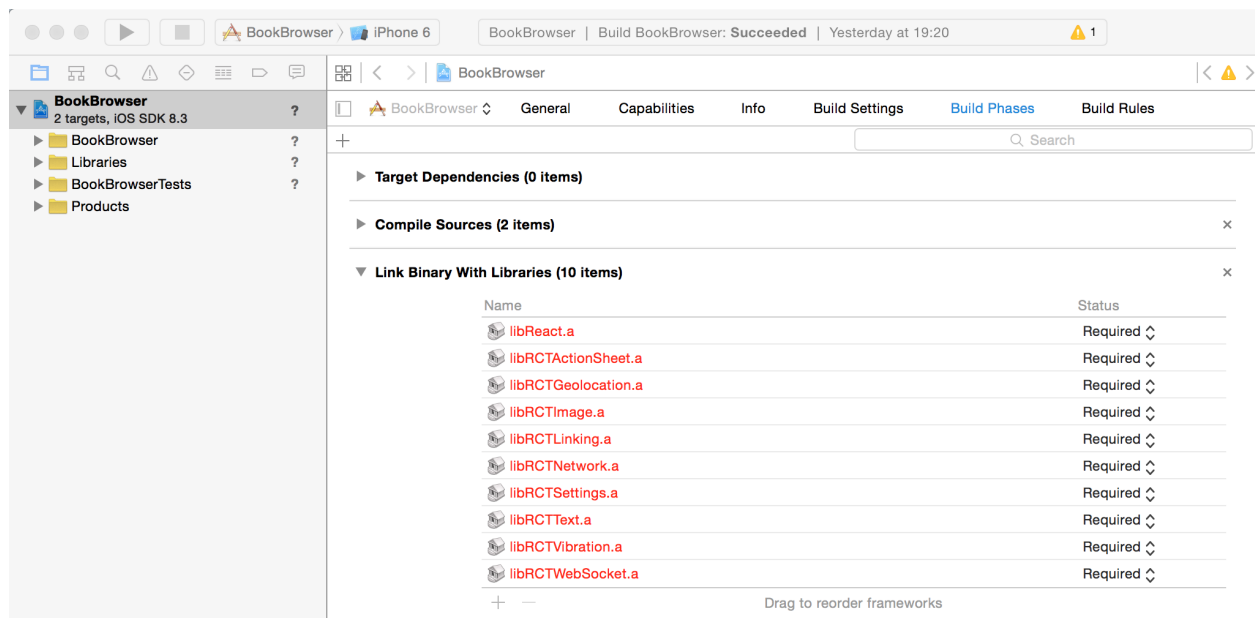 BookBrowser 〉 iPhone 6
BookBrowser | Build BookBrowser: Succeeded | Yesterday at 19:20
1
BookBrowser
BookBrowser
2 targets, iOS SDK 8.3
?
BookBrowser ?
Libraries ?
BookBrowserTests ?
Products
BookBrowser General Capabilities Info Build Settings Build Phases Build Rules
+ Search
Target Dependencies (0 items)
Compile Sources (2 items) ×
Link Binary With Libraries (10 items) ×
Name Status
libReact.a Required
libRCTActionSheet.a Required
libRCTGeolocation.a Required
libRCTImage.a Required
libRCTLinking.a Required
libRCTNetwork.a Required
libRCTSettings.a Required
libRCTText.a Required
libRCTVibration.a Required
libRCTWebSocket.a Required
+ — Drag to reorder frameworks